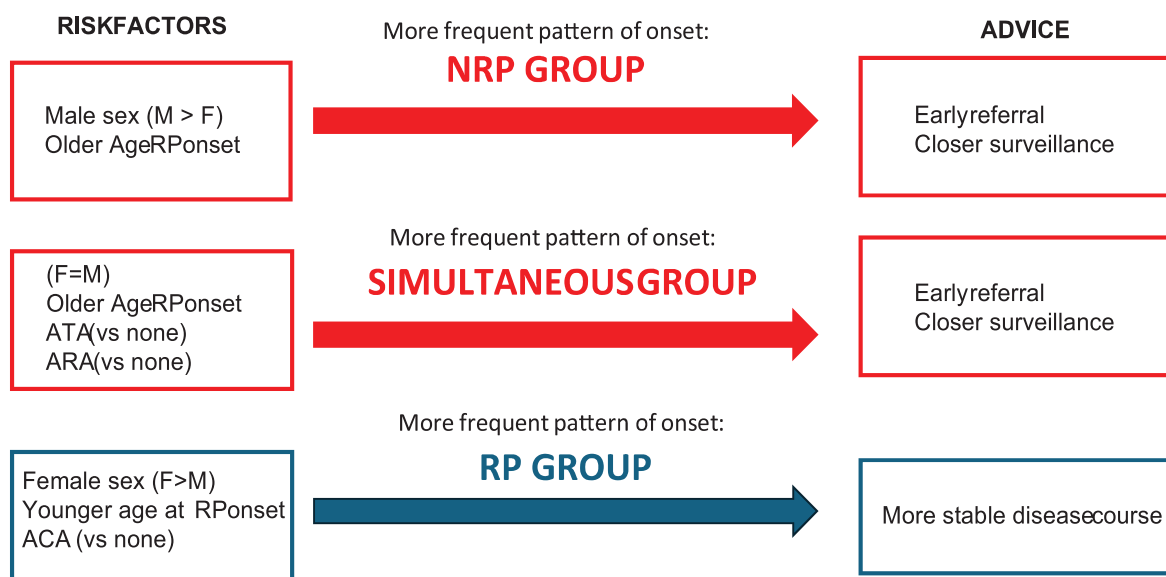 RISKFACTORS
More frequent pattern of onset:
ADVICE
NRP GROUP
Male sex (M > F)
Older AgeRPonset
Earlyreferral
Closer surveillance
More frequent pattern of onset:
SIMULTANEOUSGROUP
(F=M)
Older AgeRPonset
ATA(vs none)
ARA(vs none)
Earlyreferral
Closer surveillance
More frequent pattern of onset:
RP GROUP
Female sex (F>M)
Younger age at RPonset
ACA (vs none)
More stable diseasecourse